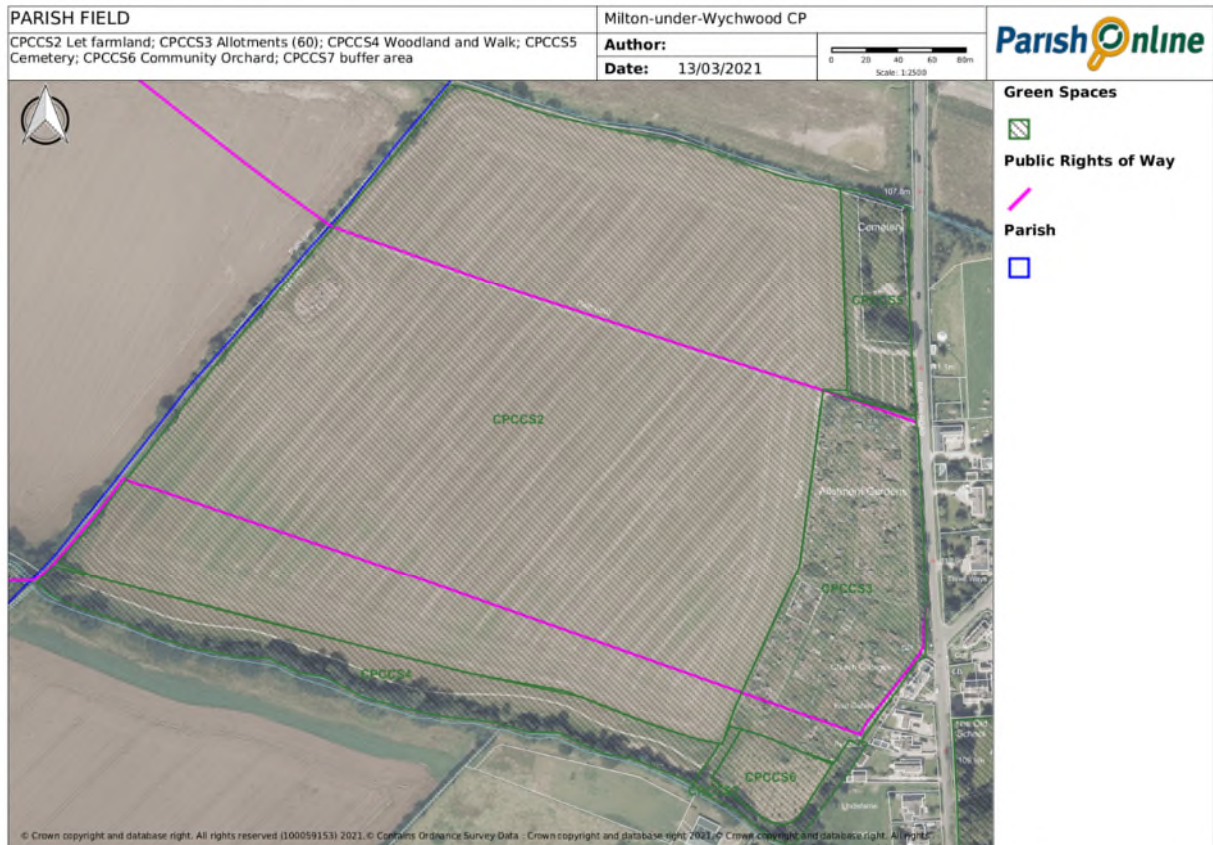 PARISH FIELD
CPCCS2 Let farmland; CPCCS3 Allotments (60); CPCCS4 Woodland and Walk; CPCCS5
Cemetery; CPCCS6 Community Orchard; CPCCS7 buffer area
Milton-under-Wychwood CP
Author:
Date: 13/03/2021
0 20 40 60 80m
Scale: 1:2500
Parish Online
Green Spaces
Public Rights of Way
Parish
107.8m
Cemetery
CPCCS5
CPCCS2
Allotment Gardens
CPCCS3
CPCCS4
The Old
School
CPCCS6
© Crown copyright and database right. All rights reserved (100059153) 2021. © Contains Ordnance Survey Data : Crown copyright and database right 2021. © Crown copyright and database right. All rights